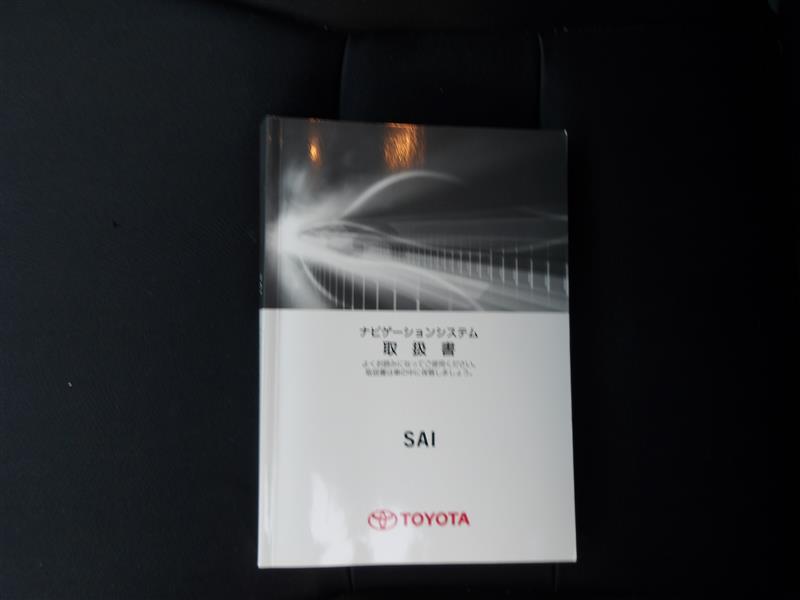 ナビゲーションシステム
取扱書
よくお読みになってご使用ください。
取扱書は車の中に保管しましょう。
SAI
TOYOTA